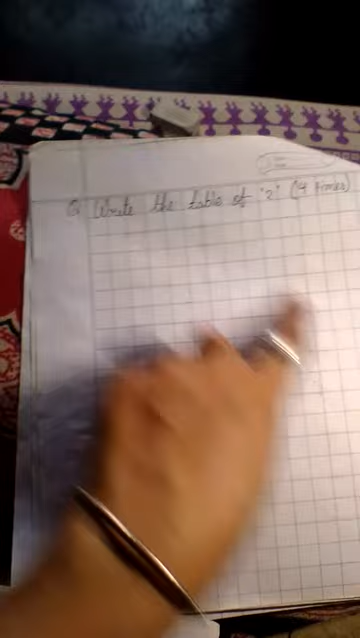 Q. Write the table of "2" (4 times)